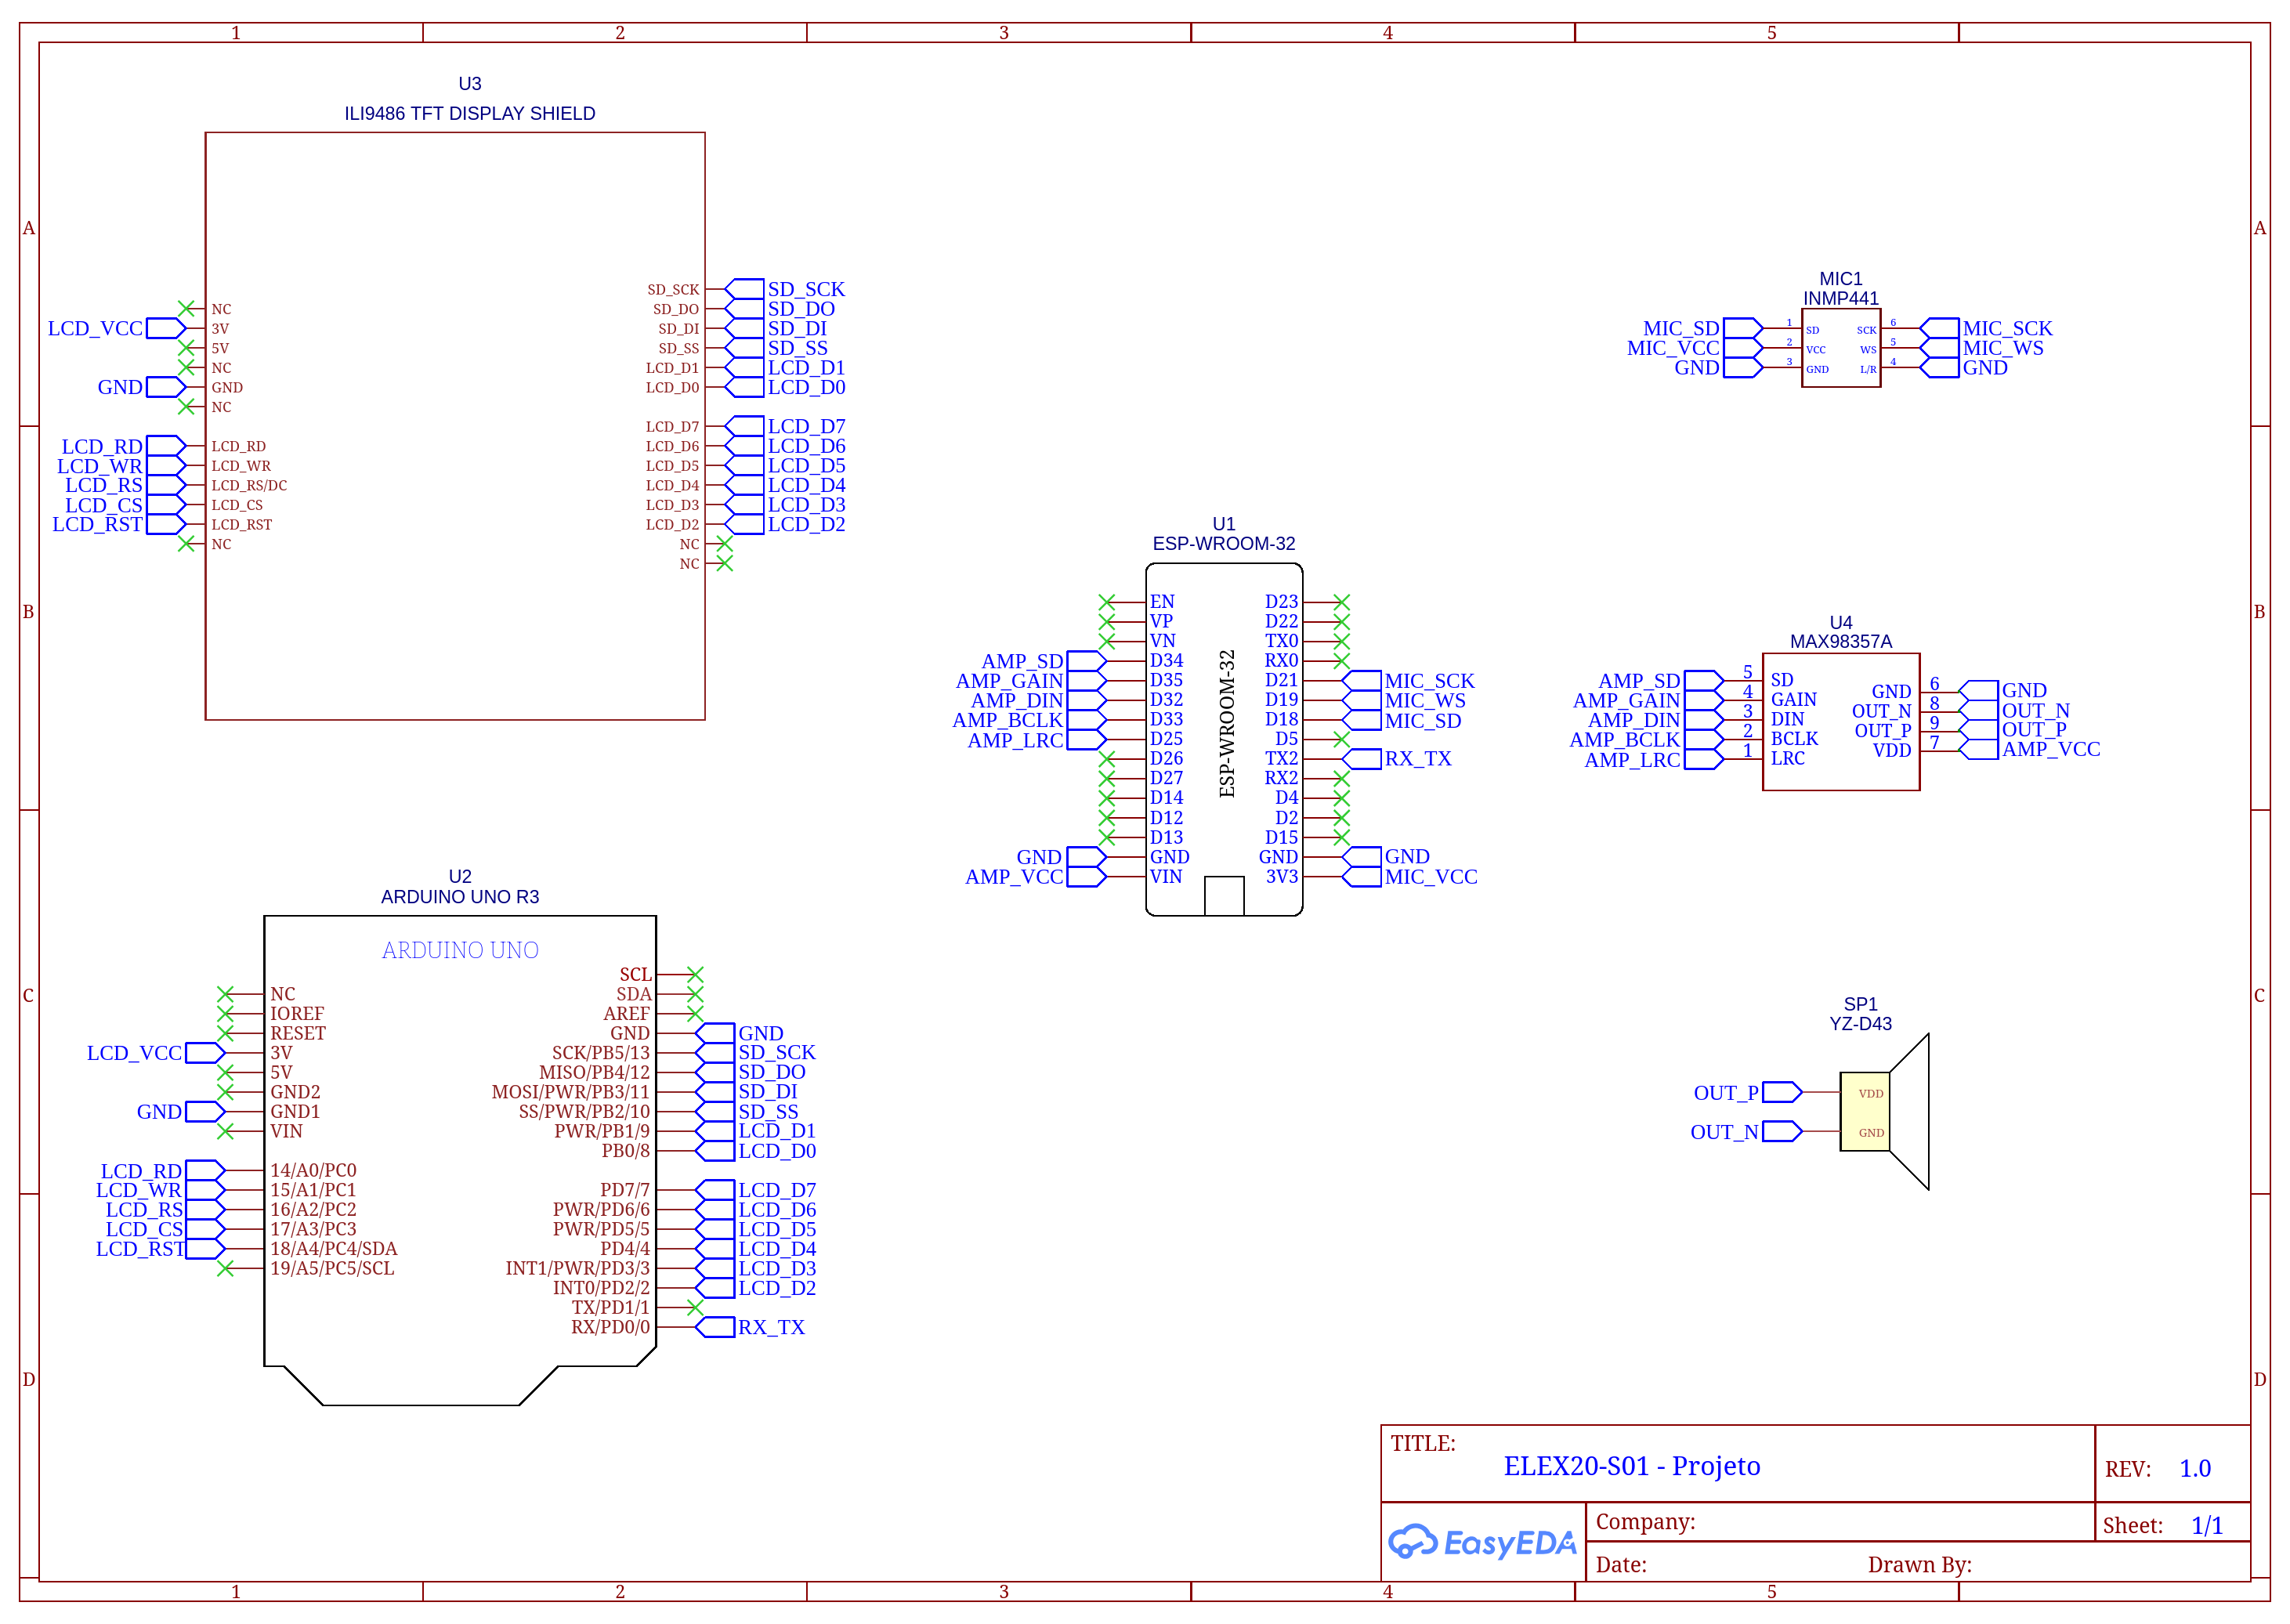 1 2 3 4 5
A A
B B
C C
D D
U3
ILI9486 TFT DISPLAY SHIELD
LCD_VCC
GND
LCD_RD
LCD_WR
LCD_RS
LCD_CS
LCD_RST
NC
3V
5V
NC
GND
NC
LCD_RD
LCD_WR
LCD_RS/DC
LCD_CS
LCD_RST
NC
SD_SCK SD_SCK
SD_DO SD_DO
SD_DI SD_DI
SD_SS SD_SS
LCD_D1 LCD_D1
LCD_D0 LCD_D0
LCD_D7 LCD_D7
LCD_D6 LCD_D6
LCD_D5 LCD_D5
LCD_D4 LCD_D4
LCD_D3 LCD_D3
LCD_D2 LCD_D2
NC
NC
MIC1
INMP441
MIC_SD 1 SD SCK 6 MIC_SCK
MIC_VCC 2 VCC WS 5 MIC_WS
GND 3 GND L/R 4 GND
U1
ESP-WROOM-32
ESP-WROOM-32
EN D23
VP D22
VN TX0
AMP_SD D34 RX0
AMP_GAIN D35 D21 MIC_SCK
AMP_DIN D32 D19 MIC_WS
AMP_BCLK D33 D18 MIC_SD
AMP_LRC D25 D5
D26 TX2 RX_TX
D27 RX2
D14 D4
D12 D2
D13 D15
GND GND GND GND
AMP_VCC VIN 3V3 MIC_VCC
U4
MAX98357A
AMP_SD 5 SD
AMP_GAIN 4 GAIN
AMP_DIN 3 DIN
AMP_BCLK 2 BCLK
AMP_LRC 1 LRC
GND 6 GND
OUT_N 8 OUT_N
OUT_P 9 OUT_P
VDD 7 AMP_VCC
U2
ARDUINO UNO R3
ARDUINO UNO
NC
IOREF
RESET
LCD_VCC 3V
5V
GND2
GND GND1
VIN
LCD_RD 14/A0/PC0
LCD_WR 15/A1/PC1
LCD_RS 16/A2/PC2
LCD_CS 17/A3/PC3
LCD_RST 18/A4/PC4/SDA
19/A5/PC5/SCL
SCL
SDA
AREF
GND GND
SCK/PB5/13 SD_SCK
MISO/PB4/12 SD_DO
MOSI/PWR/PB3/11 SD_DI
SS/PWR/PB2/10 SD_SS
PWR/PB1/9 LCD_D1
PB0/8 LCD_D0
PD7/7 LCD_D7
PWR/PD6/6 LCD_D6
PWR/PD5/5 LCD_D5
PD4/4 LCD_D4
INT1/PWR/PD3/3 LCD_D3
INT0/PD2/2 LCD_D2
TX/PD1/1
RX/PD0/0 RX_TX
SP1
YZ-D43
OUT_P VDD
OUT_N GND
TITLE:
ELEX20-S01 - Projeto
REV: 1.0
EasyEDA
Company:
Sheet: 1/1
Date: Drawn By:
1 2 3 4 5